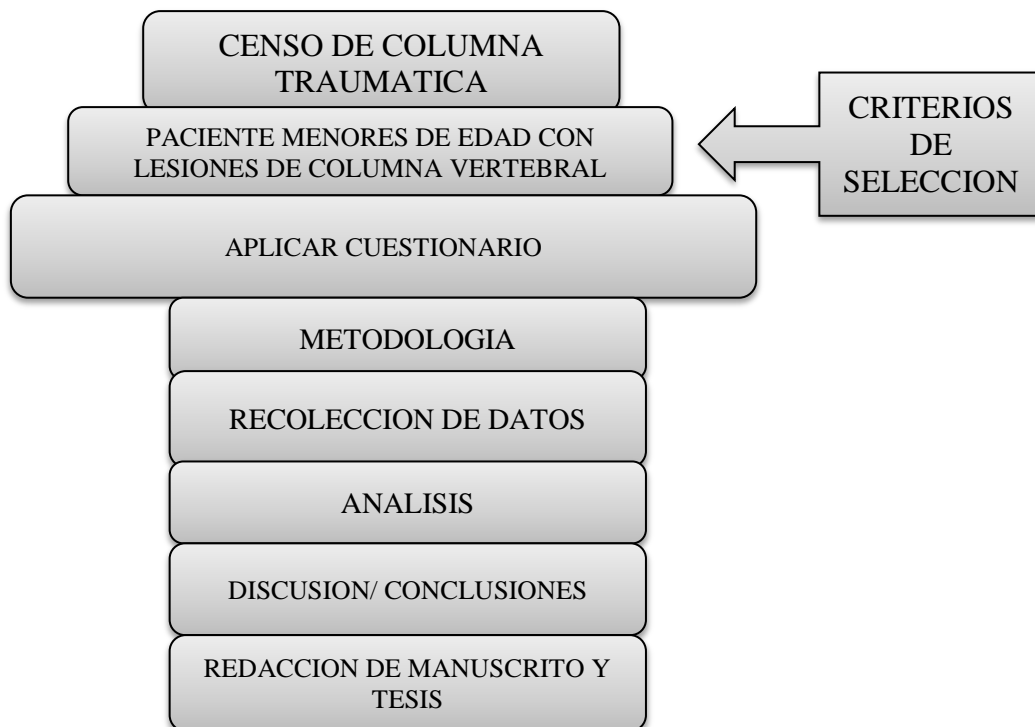 CENSO DE COLUMNA
TRAUMATICA
PACIENTE MENORES DE EDAD CON
LESIONES DE COLUMNA VERTEBRAL
CRITERIOS
DE
SELECCION
APLICAR CUESTIONARIO
METODOLOGIA
RECOLECCION DE DATOS
ANALISIS
DISCUSION/ CONCLUSIONES
REDACCION DE MANUSCRITO Y
TESIS